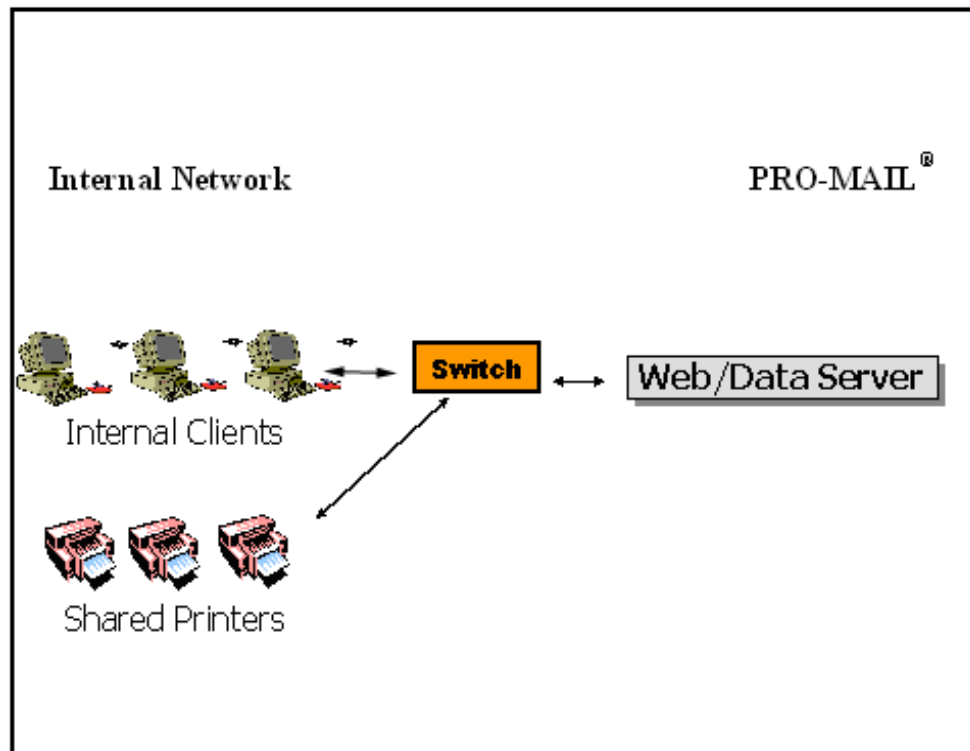 Internal Network
PRO-MAIL®
Switch
Web/Data Server
Internal Clients
Shared Printers